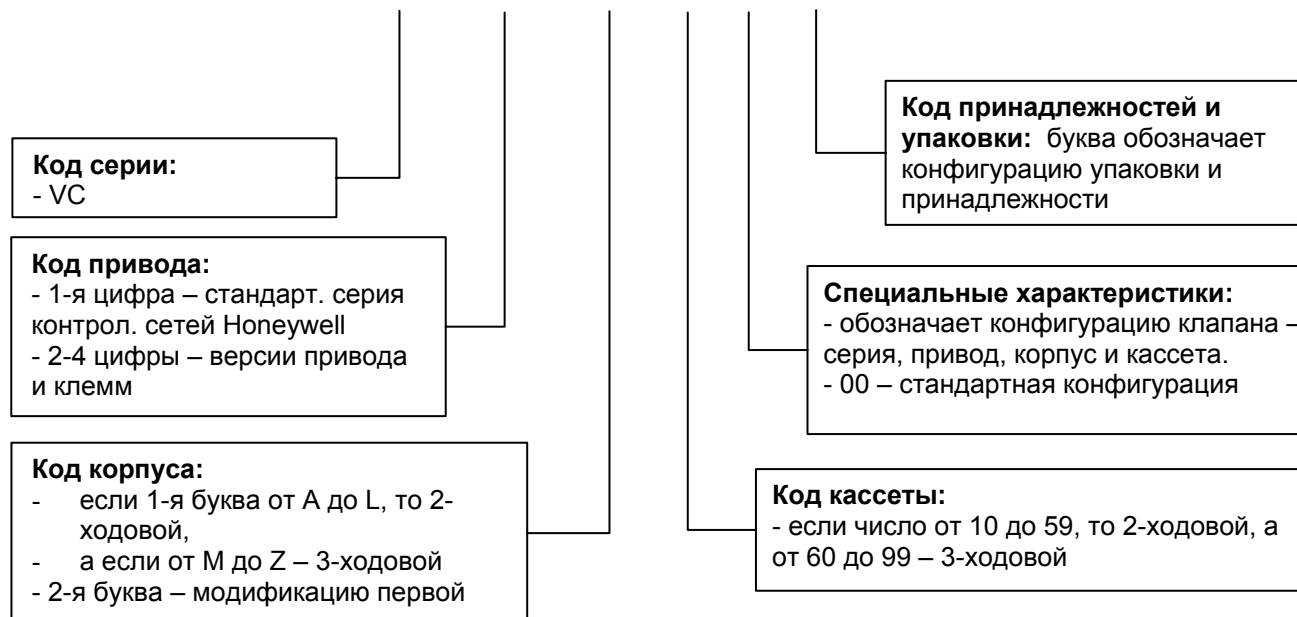 Код серии:
- VC
Код привода:
- 1-я цифра – стандарт. серия
контрол. сетей Honeywell
- 2-4 цифры – версии привода
и клемм
Код корпуса:
- если 1-я буква от A до L, то 2-
ходовой,
- а если от M до Z – 3-ходовой
- 2-я буква – модификацию первой
Код принадлежностей и
упаковки: буква обозначает
конфигурацию упаковки и
принадлежности
Специальные характеристики:
- обозначает конфигурацию клапана –
серия, привод, корпус и кассета.
- 00 – стандартная конфигурация
Код кассеты:
- если число от 10 до 59, то 2-ходовой, а
от 60 до 99 – 3-ходовой